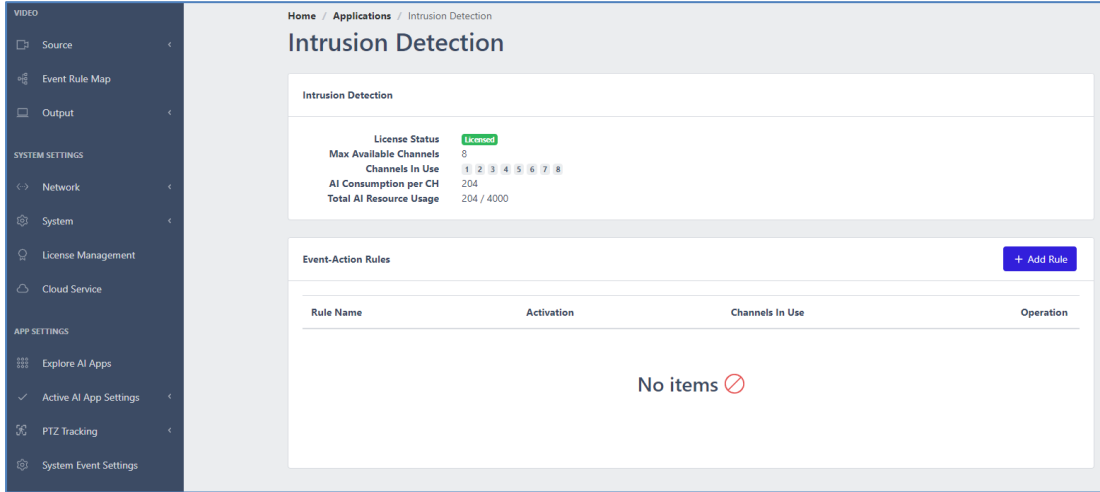 VIDEO
Source
Event Rule Map
Output
SYSTEM SETTINGS
Network
System
License Management
Cloud Service
APP SETTINGS
Explore AI Apps
Active AI App Settings
PTZ Tracking
System Event Settings
Home / Applications / Intrusion Detection
Intrusion Detection
Intrusion Detection
License Status Licensed
Max Available Channels 8
Channels In Use 1 2 3 4 5 6 7 8
AI Consumption per CH 204
Total AI Resource Usage 204 / 4000
Event-Action Rules + Add Rule
Rule Name Activation Channels In Use Operation
No items